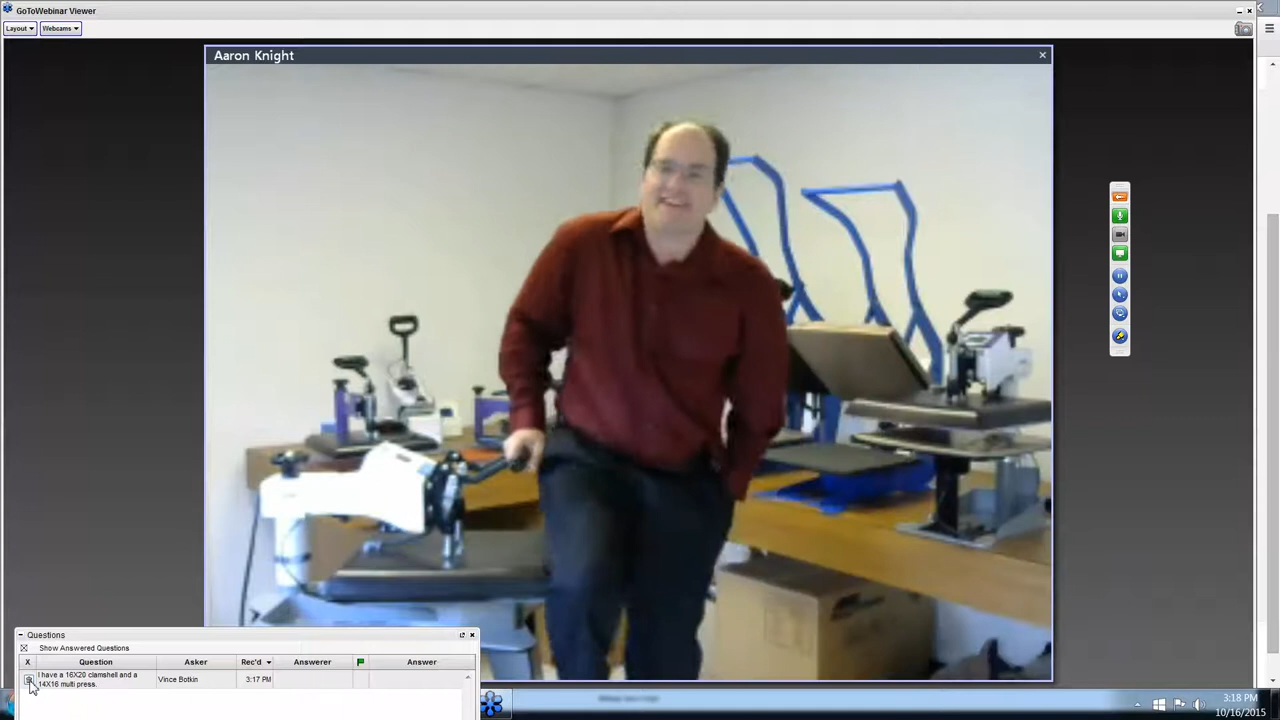 GoToWebinar Viewer
Layout
Webcams
Aaron Knight
Questions
Show Answered Questions
X Question Asker Rec'd Answerer Answer
I have a 16X20 clamshell and a
14X16 multi press.
Vince Botkin
3:17 PM
3:18 PM
10/16/2015